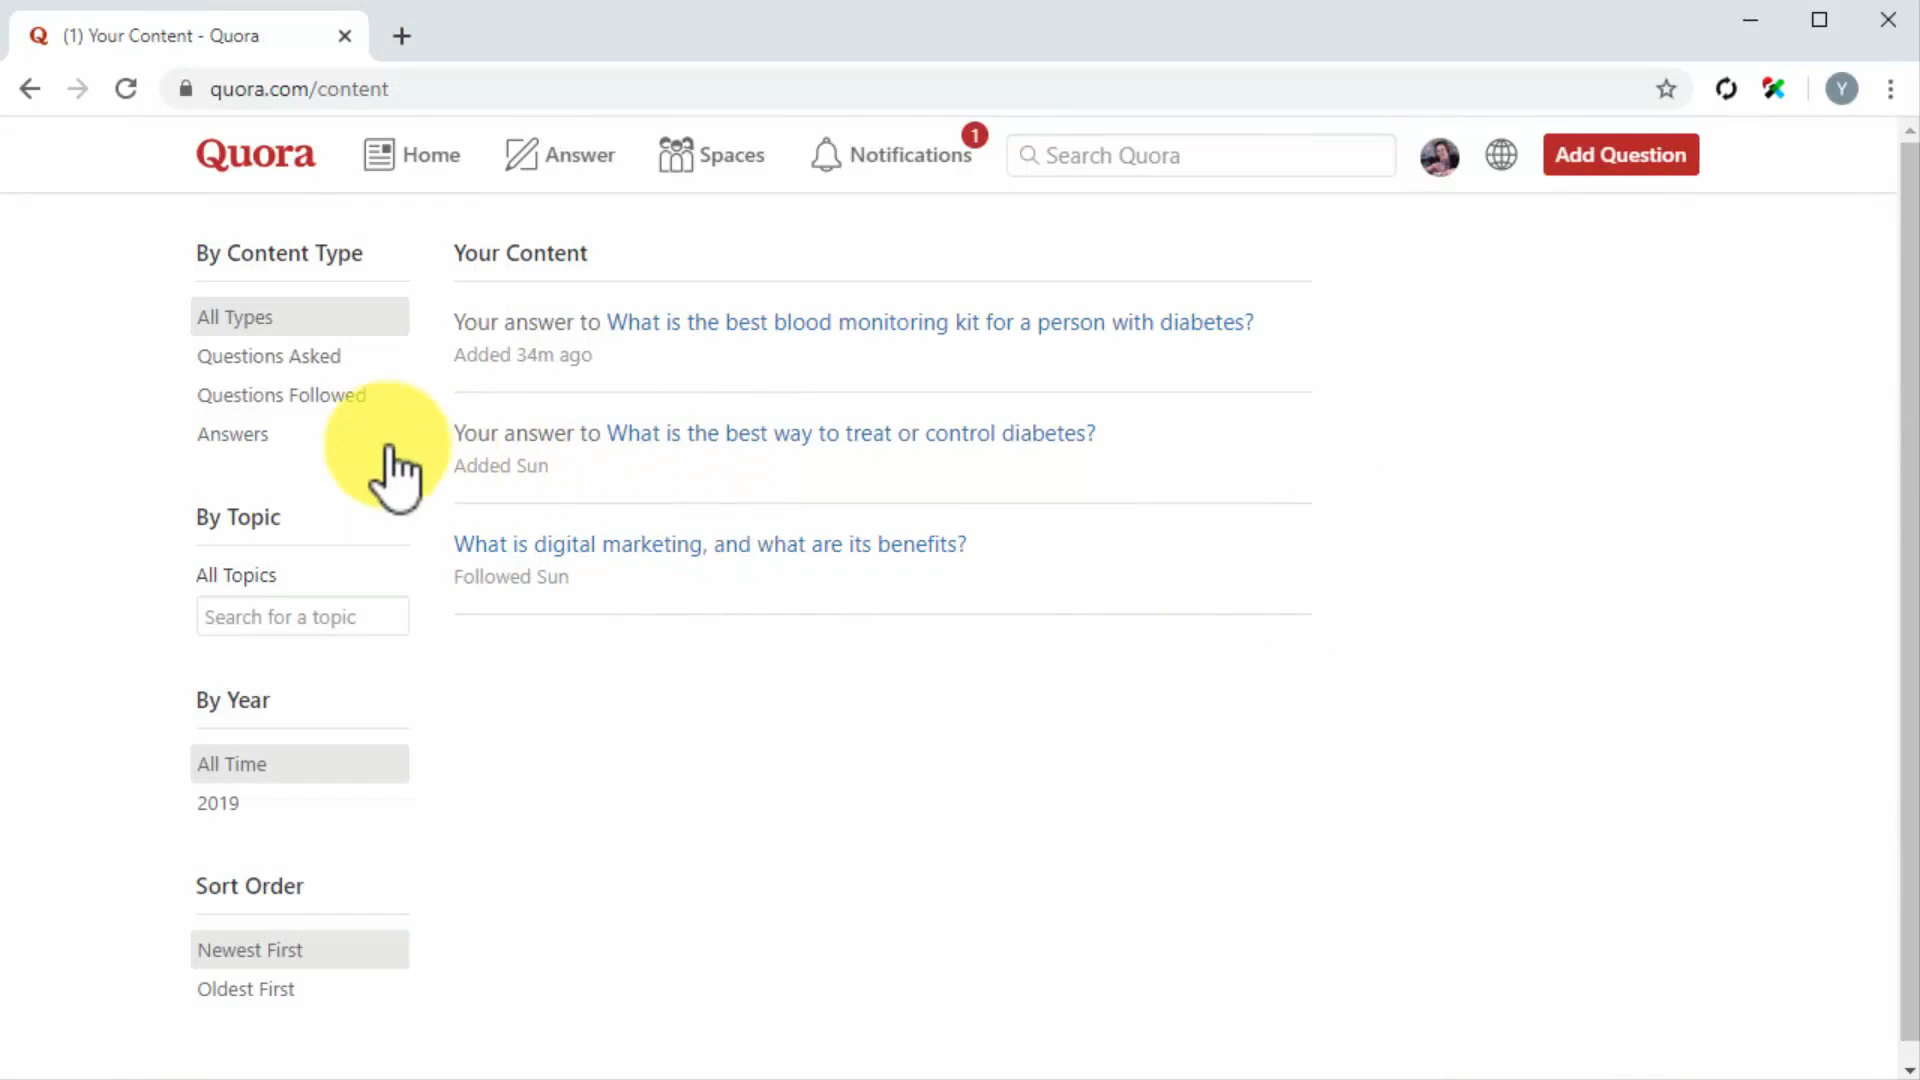 Q (1) Your Content - Quora
quora.com/content
Y
Quora Home Answer Spaces Notifications 1 Search Quora Add Question
By Content Type
All Types
Questions Asked
Questions Followed
Answers
By Topic
All Topics
Search for a topic
By Year
All Time
2019
Sort Order
Newest First
Oldest First
Your Content
Your answer to What is the best blood monitoring kit for a person with diabetes?
Added 34m ago
Your answer to What is the best way to treat or control diabetes?
Added Sun
What is digital marketing, and what are its benefits?
Followed Sun